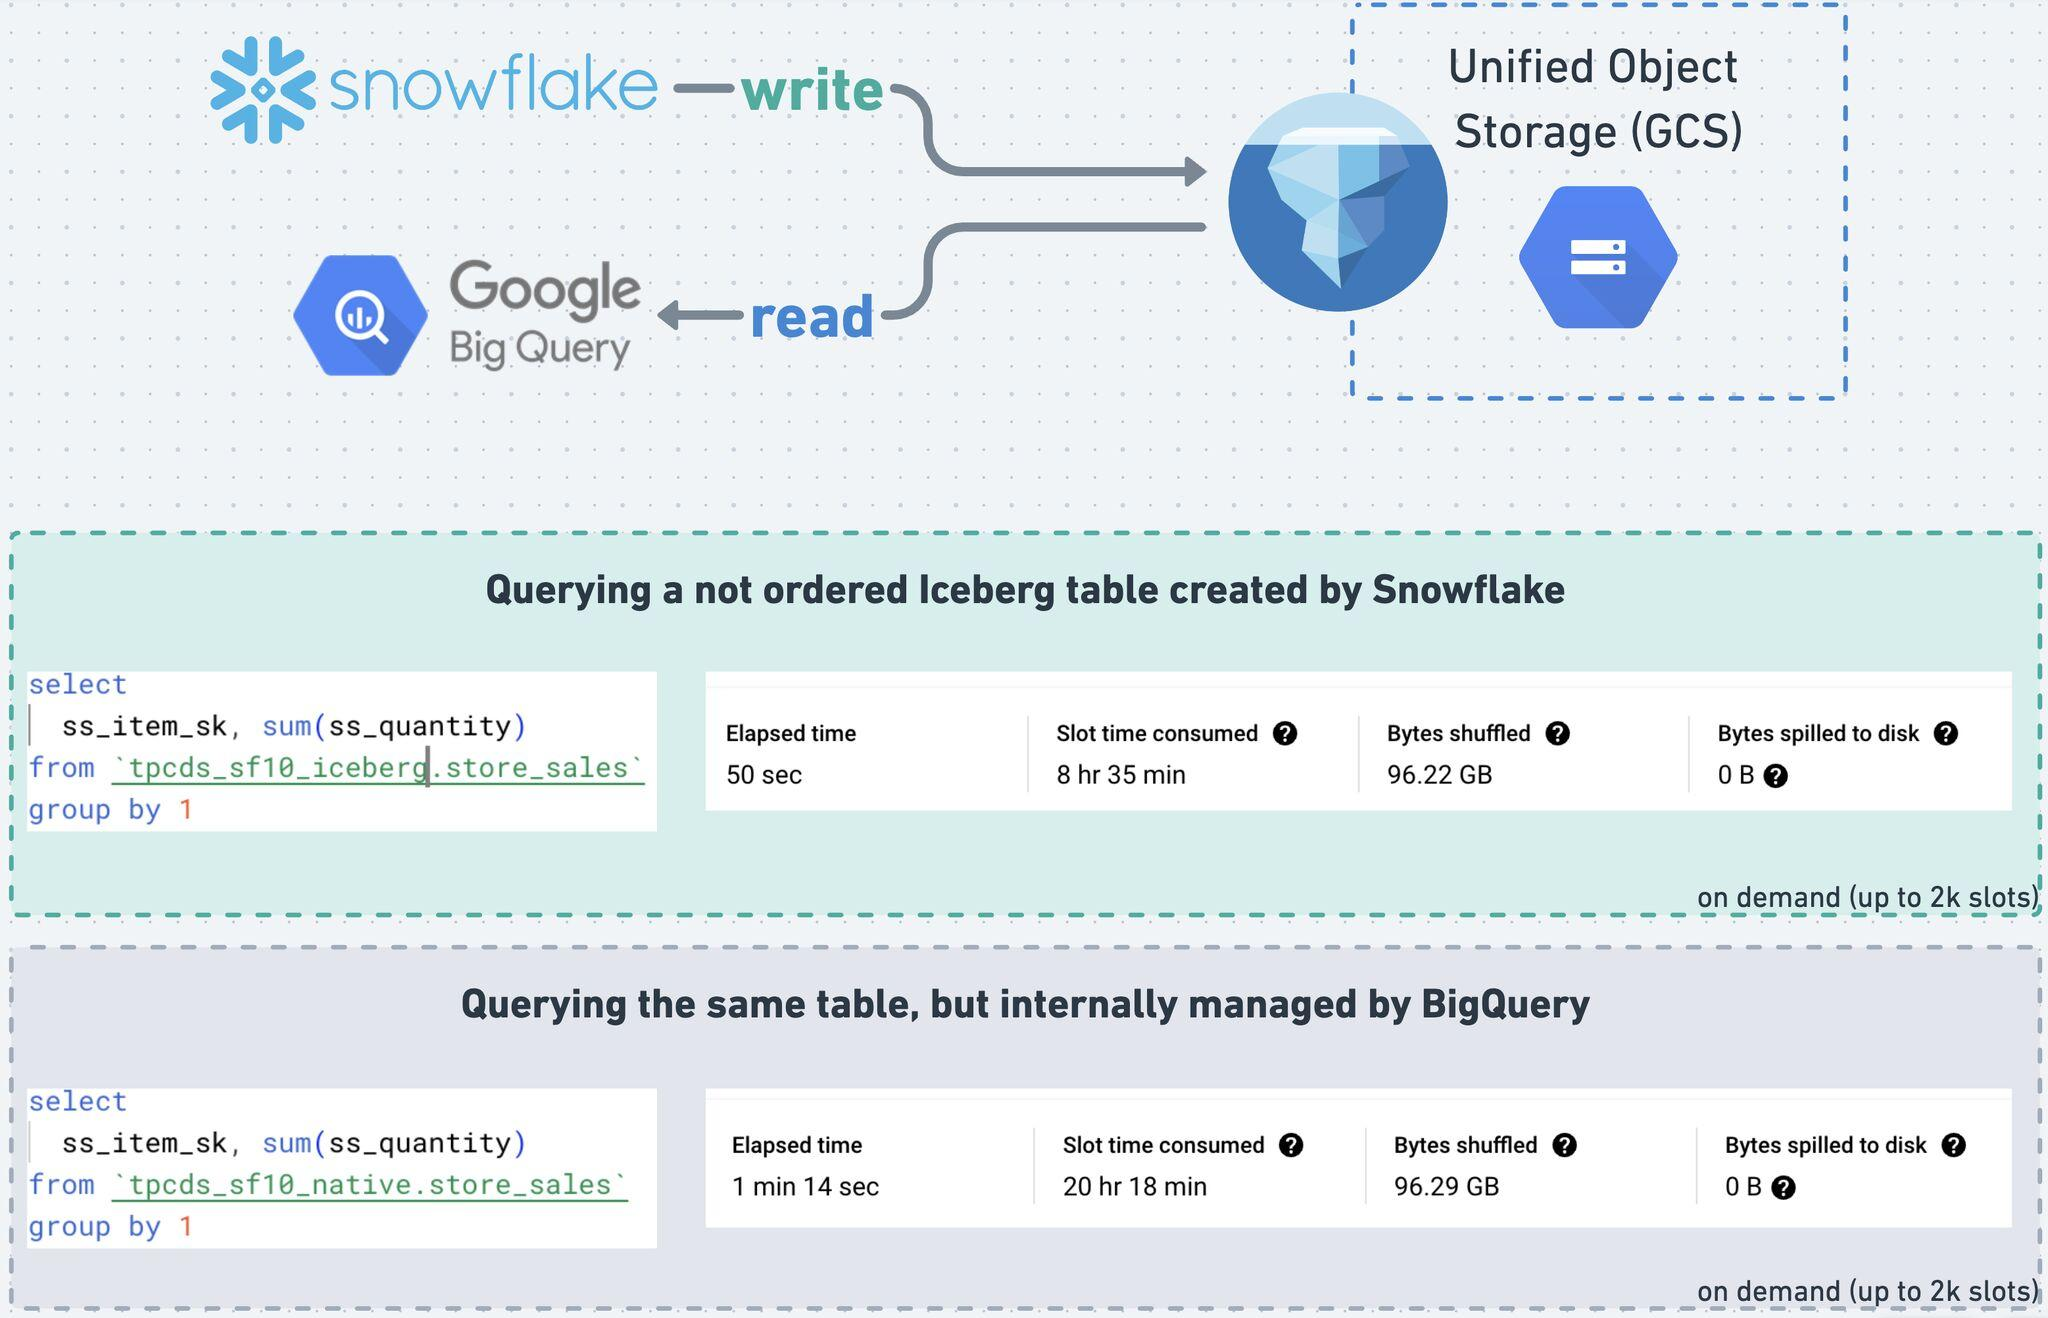 snowflake
write
Unified Object
Storage (GCS)
Google
Big Query
read
Querying a not ordered Iceberg table created by Snowflake
select
ss_item_sk, sum(ss_quantity)
from `tpcds_sf10_iceberg.store_sales`
group by 1
Elapsed time
50 sec
Slot time consumed ?
8 hr 35 min
Bytes shuffled ?
96.22 GB
Bytes spilled to disk ?
0 B ?
on demand (up to 2k slots)
Querying the same table, but internally managed by BigQuery
select
ss_item_sk, sum(ss_quantity)
from `tpcds_sf10_native.store_sales`
group by 1
Elapsed time
1 min 14 sec
Slot time consumed ?
20 hr 18 min
Bytes shuffled ?
96.29 GB
Bytes spilled to disk ?
0 B ?
on demand (up to 2k slots)